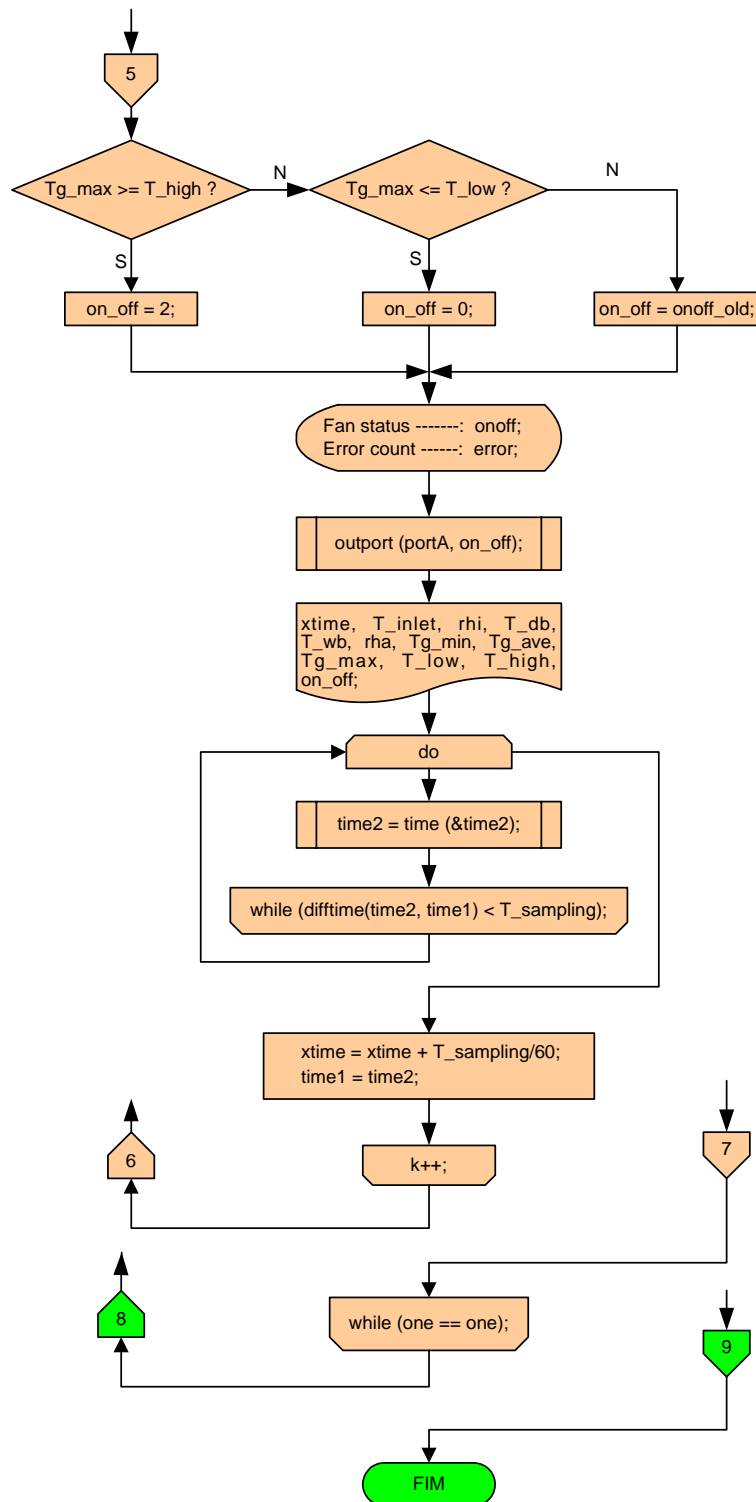 5
Tg_max >= T_high ?
N
Tg_max <= T_low ?
N
S
S
on_off = 2;
on_off = 0;
on_off = onoff_old;
Fan status -------: onoff;
Error count ------: error;
outport (portA, on_off);
xtime, T_inlet, rhi, T_db,
T_wb, rha, Tg_min, Tg_ave,
Tg_max, T_low, T_high,
on_off;
do
time2 = time (&time2);
while (difftime(time2, time1) < T_sampling);
xtime = xtime + T_sampling/60;
time1 = time2;
6
k++;
7
8
while (one == one);
9
FIM